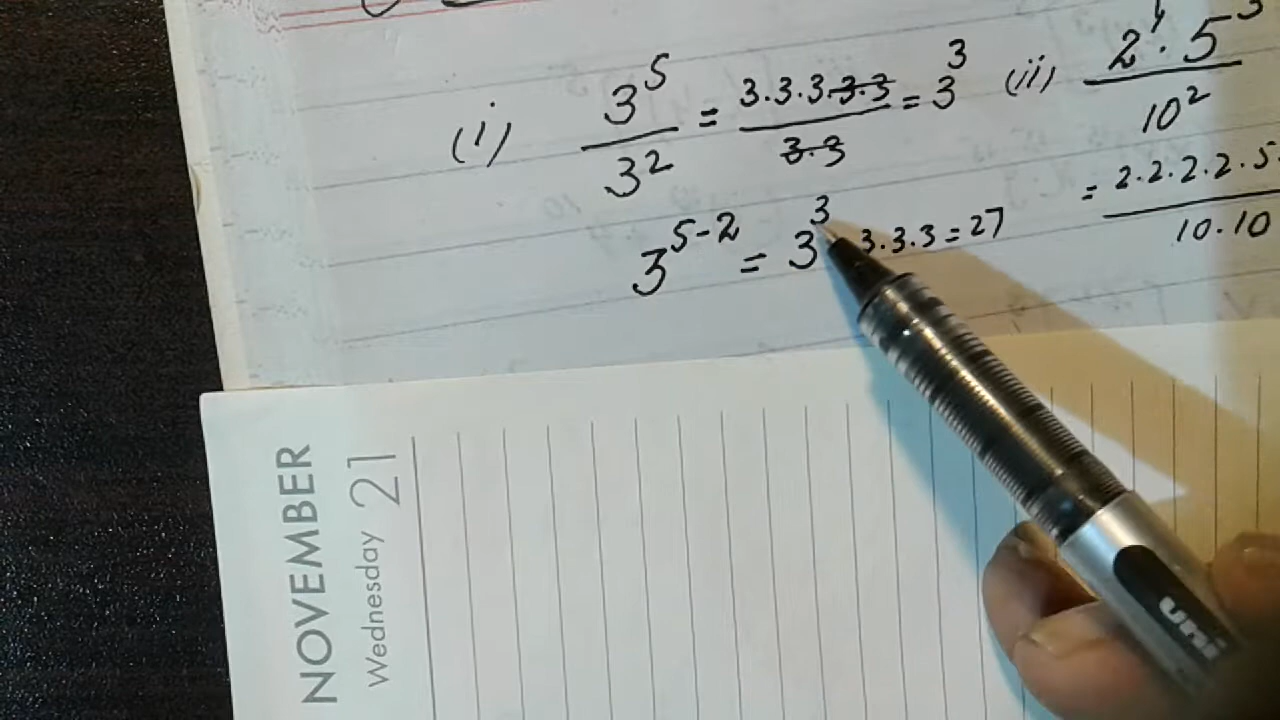 (i) 3^5/3^2 = 3.3.3.3.3/3.3 = 3^3
3^5-2 = 3^3 3.3.3 = 27
(ii) 2^4 . 5^3/10^2
= 2.2.2.2.5/10.10
NOVEMBER
Wednesday 21
uni